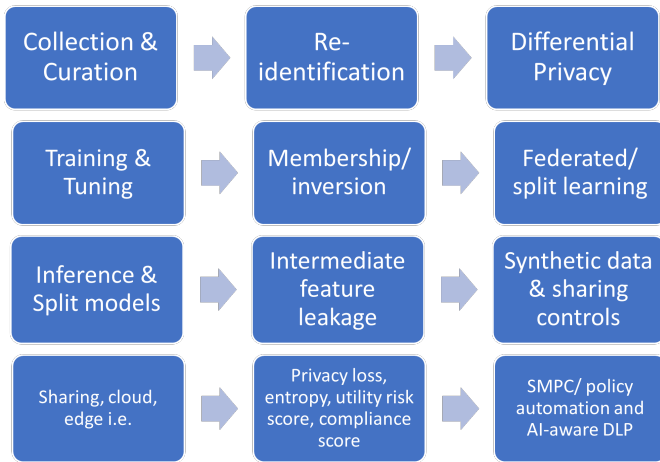 Collection &
Curation
Re-
identification
Differential
Privacy
Training &
Tuning
Membership/
inversion
Federated/
split learning
Inference &
Split models
Intermediate
feature
leakage
Synthetic data
& sharing
controls
Sharing, cloud,
edge i.e.
Privacy loss,
entropy, utility risk
score, compliance
score
SMPC/ policy
automation and
AI-aware DLP